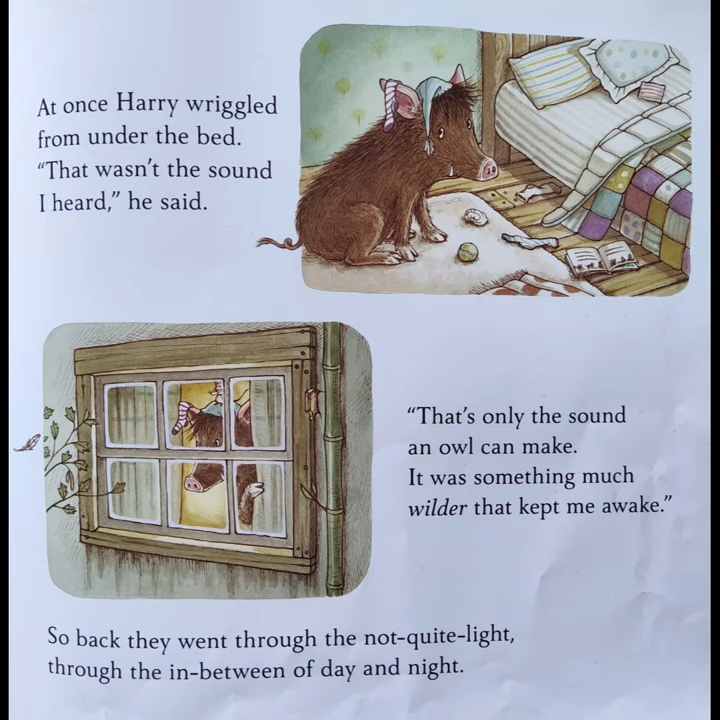 At once Harry wriggled
from under the bed.
“That wasn’t the sound
I heard,” he said.
“That’s only the sound
an owl can make.
It was something much
wilder that kept me awake.”
So back they went through the not-quite-light,
through the in-between of day and night.